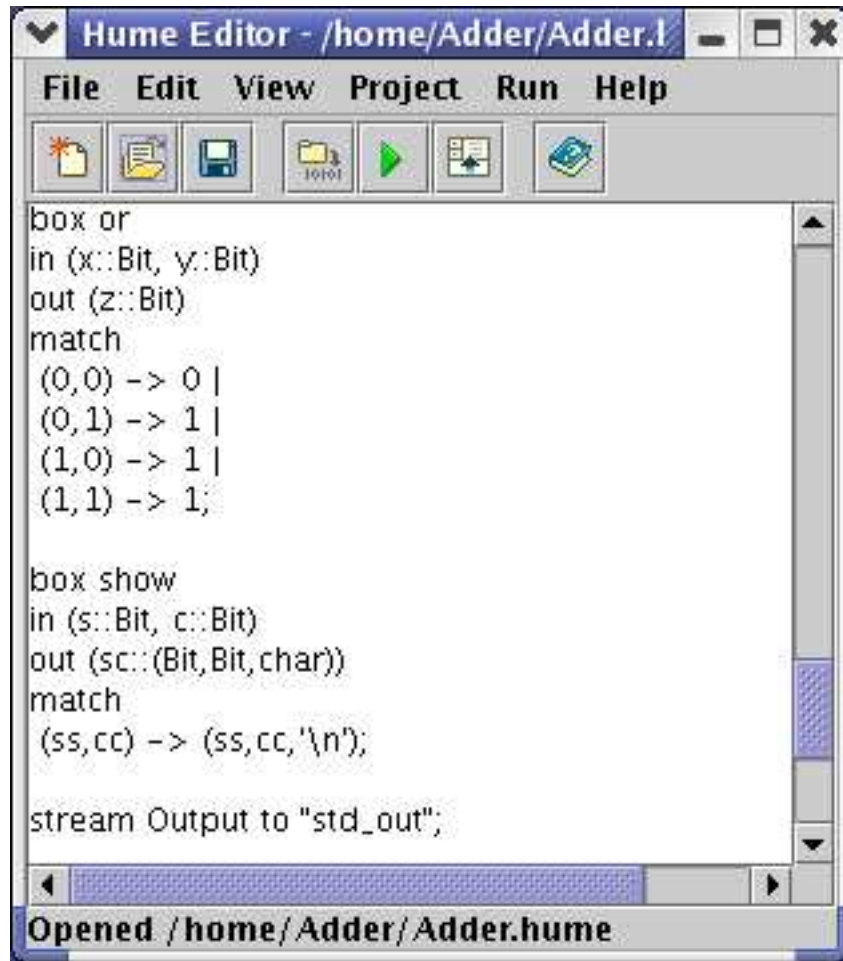 Hume Editor - /home/Adder/Adder.l
File Edit View Project Run Help
10101
box or
in (x::Bit, y::Bit)
out (z::Bit)
match
(0,0) -> 0 |
(0,1) -> 1 |
(1,0) -> 1 |
(1,1) -> 1;
box show
in (s::Bit, c::Bit)
out (sc::(Bit,Bit,char))
match
(ss,cc) -> (ss,cc,'\n');
stream Output to "std_out";
Opened /home/Adder/Adder.hume